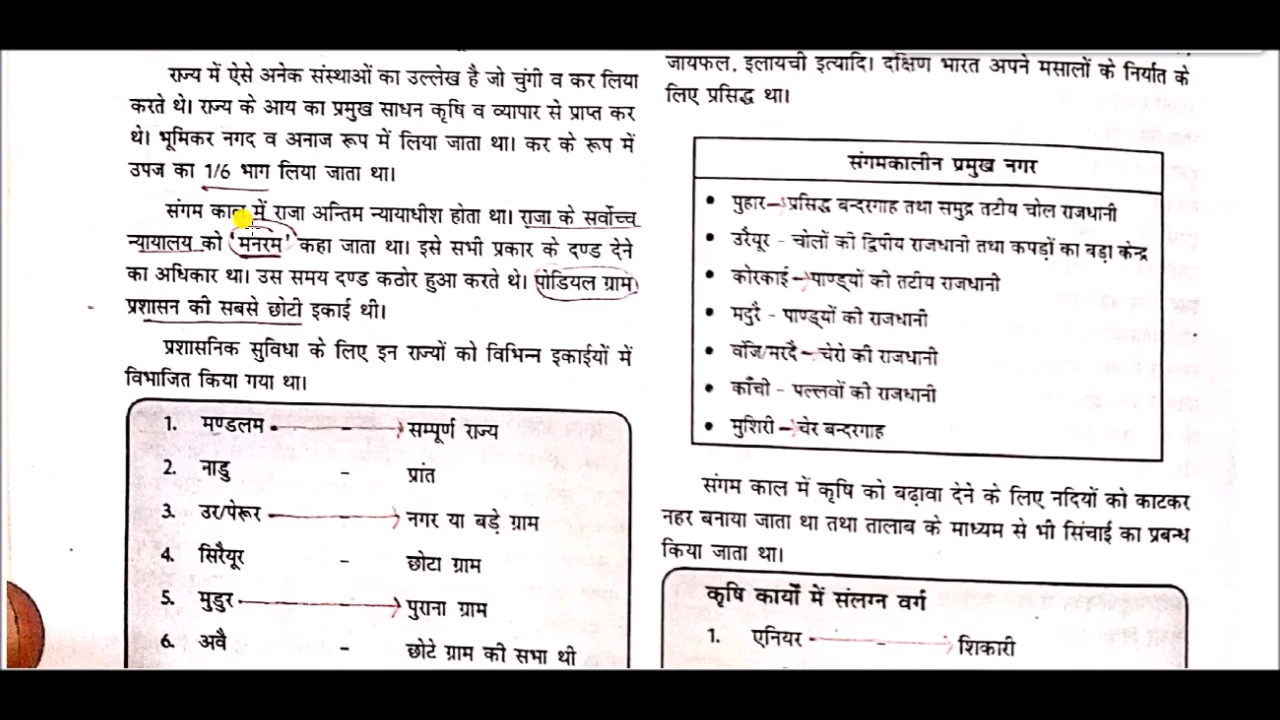 राज्य में ऐसे अनेक संस्थाओं का उल्लेख है जो चुंगी व कर लिया
करते थे। राज्य के आय का प्रमुख साधन कृषि व व्यापार से प्राप्त कर
थे। भूमिकर नगद व अनाज रूप में लिया जाता था। कर के रूप में
उपज का 1/6 भाग लिया जाता था।
संगम काल में राजा अन्तिम न्यायाधीश होता था। राजा के सर्वोच्च
न्यायालय को 'मनरम' कहा जाता था। इसे सभी प्रकार के दण्ड देने
का अधिकार था। उस समय दण्ड कठोर हुआ करते थे। पोडियल ग्राम
प्रशासन की सबसे छोटी इकाई थी।
प्रशासनिक सुविधा के लिए इन राज्यों को विभिन्न इकाईयों में
विभाजित किया गया था।
1. मण्डलम - सम्पूर्ण राज्य
2. नाडु - प्रांत
3. उर/पेरूर - नगर या बड़े ग्राम
4. सिरैयूर - छोटा ग्राम
5. मुडुर - पुराना ग्राम
6. अवै - छोटे ग्राम की सभा थी
जायफल, इलायची इत्यादि। दक्षिण भारत अपने मसालों के निर्यात के
लिए प्रसिद्ध था।
संगमकालीन प्रमुख नगर
• पुहार - प्रसिद्ध बन्दरगाह तथा समुद्र तटीय चोल राजधानी
• उरैयूर - चोलों की द्विपीय राजधानी तथा कपड़ों का बड़ा केन्द्र
• कोरकाई - पाण्ड्यों की तटीय राजधानी
• मदुरै - पाण्ड्यों की राजधानी
• वंजि/मरदै - चेरो की राजधानी
• काँची - पल्लवों की राजधानी
• मुशिरी - चेर बन्दरगाह
संगम काल में कृषि को बढ़ावा देने के लिए नदियों को काटकर
नहर बनाया जाता था तथा तालाब के माध्यम से भी सिंचाई का प्रबन्ध
किया जाता था।
कृषि कार्यों में संलग्न वर्ग
1. एनियर - शिकारी